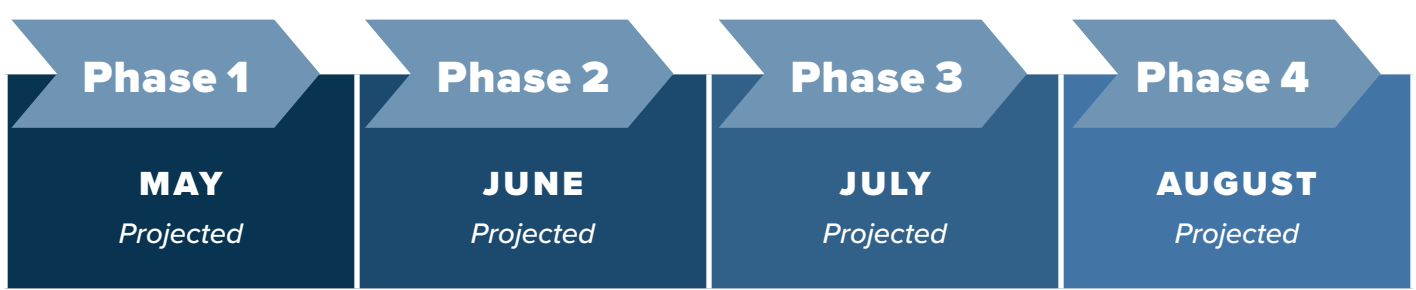 Phase 1
MAY
Projected
Phase 2
JUNE
Projected
Phase 3
JULY
Projected
Phase 4
AUGUST
Projected